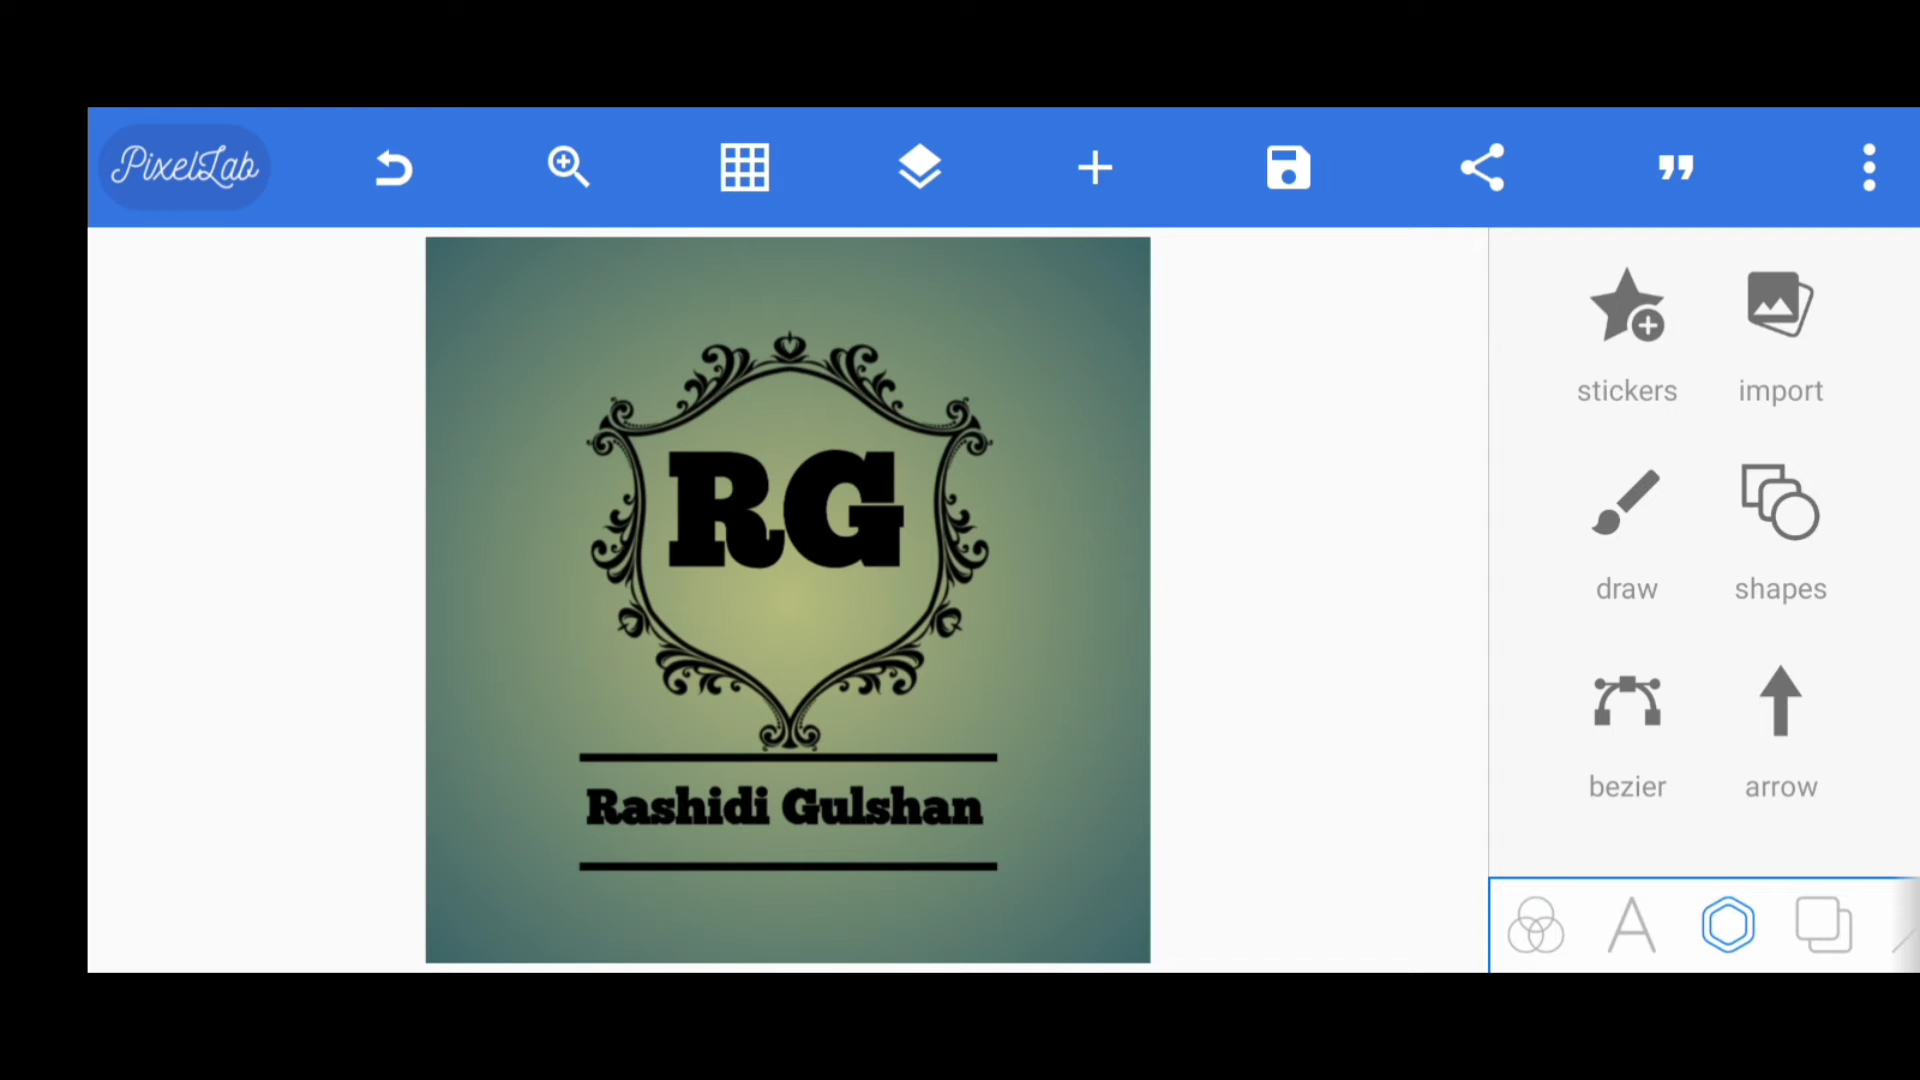 PixelLab
stickers import
RG
draw shapes
bezier arrow
Rashidi Gulshan